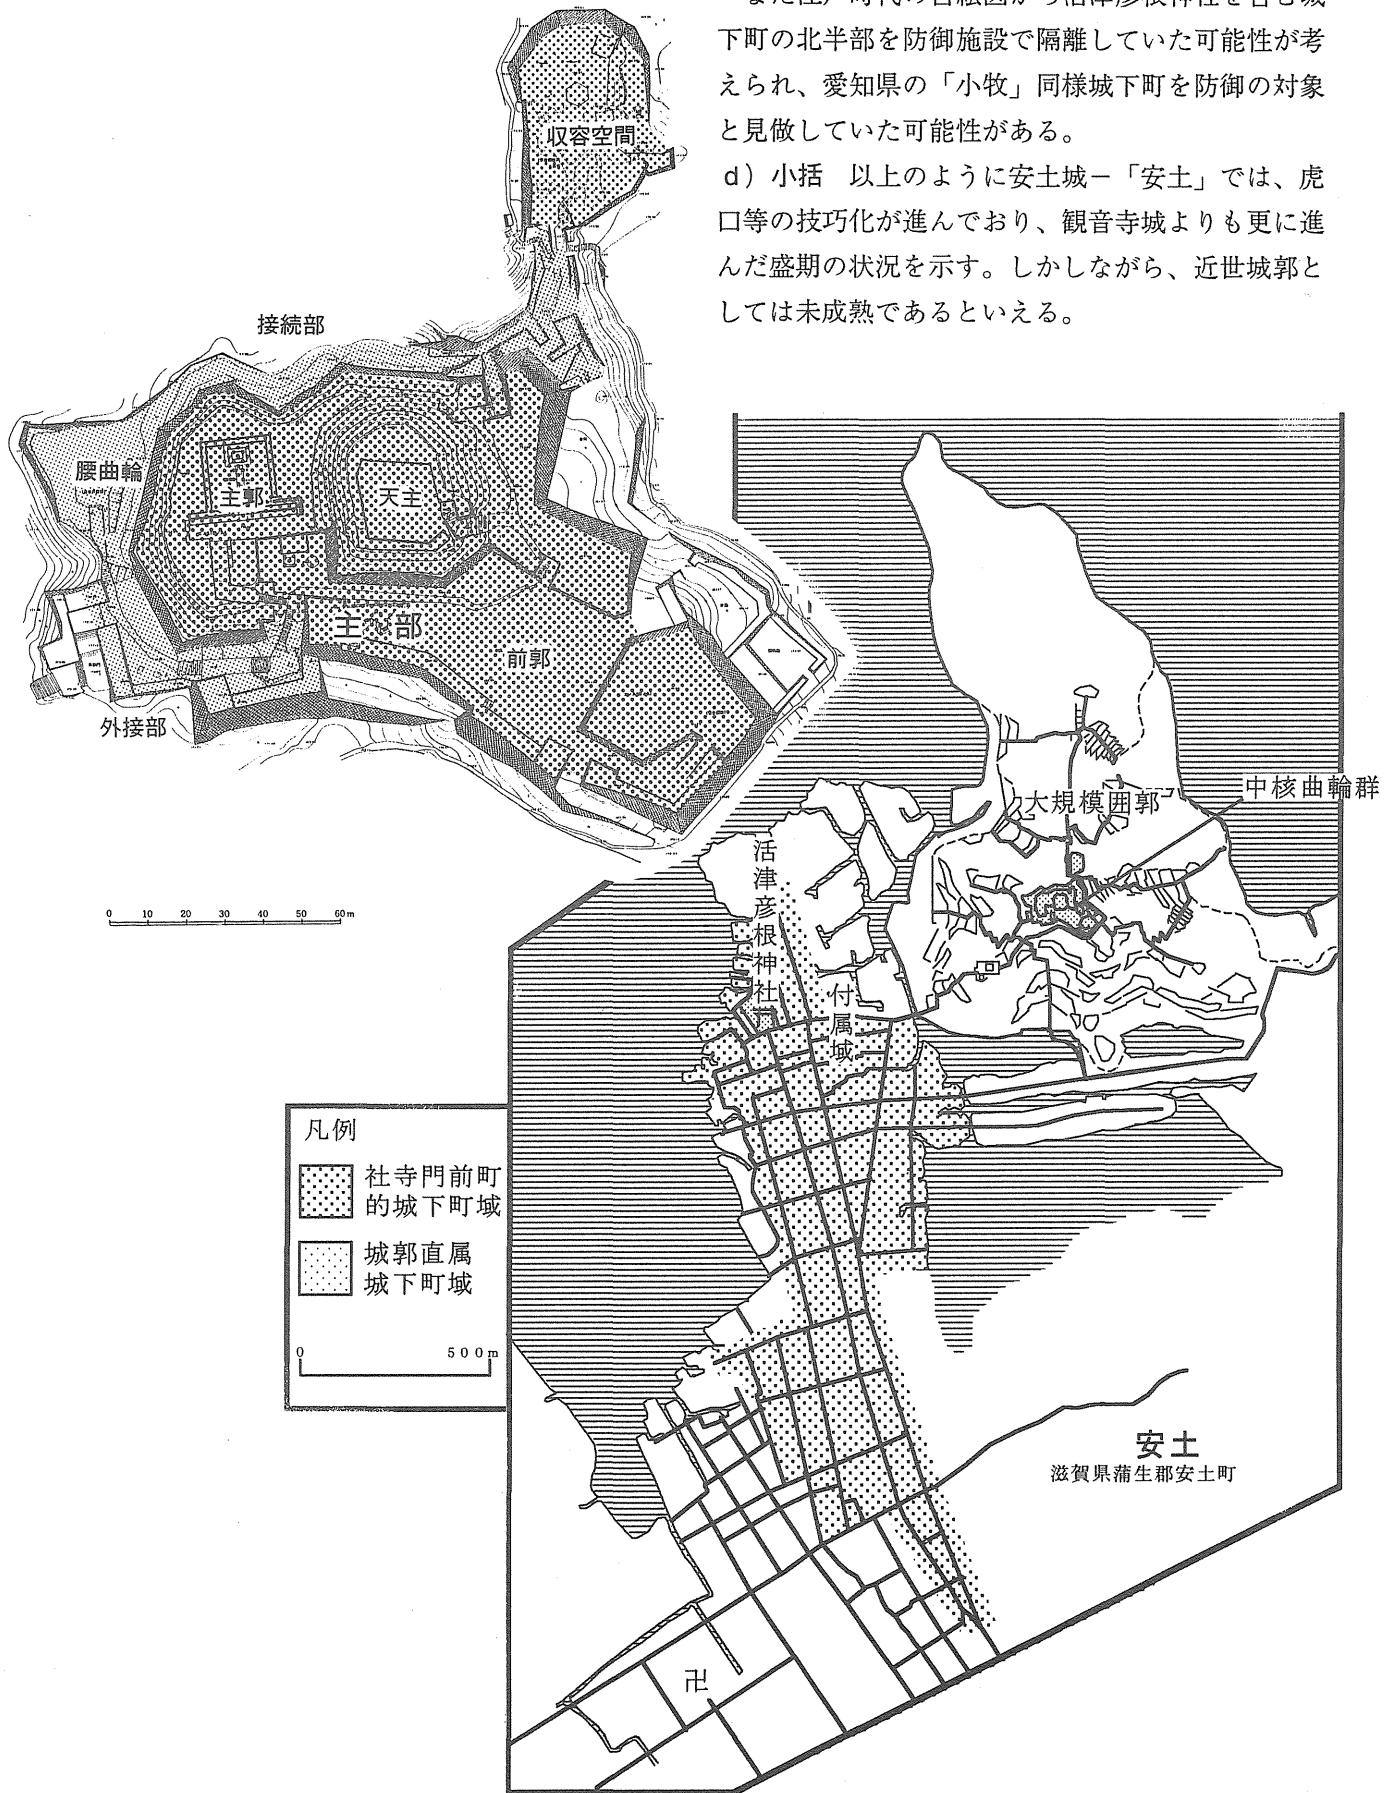 下町の北半部を防御施設で隔離していた可能性が考
えられ、愛知県の「小牧」同様城下町を防御の対象
と見做していた可能性がある。
d）小括　以上のように安土城－「安土」では、虎
口等の技巧化が進んでおり、観音寺城よりも更に進
んだ盛期の状況を示す。しかしながら、近世城郭と
しては未成熟であるといえる。
収容空間
接続部
腰曲輪
主郭
天主
主 部
前郭
外接部
0 10 20 30 40 50 60m
大規模囲郭
中核曲輪群
活津彦根神社
付属域
凡例
社寺門前町
的城下町域
城郭直属
城下町域
0 500m
安土
滋賀県蒲生郡安土町
卍